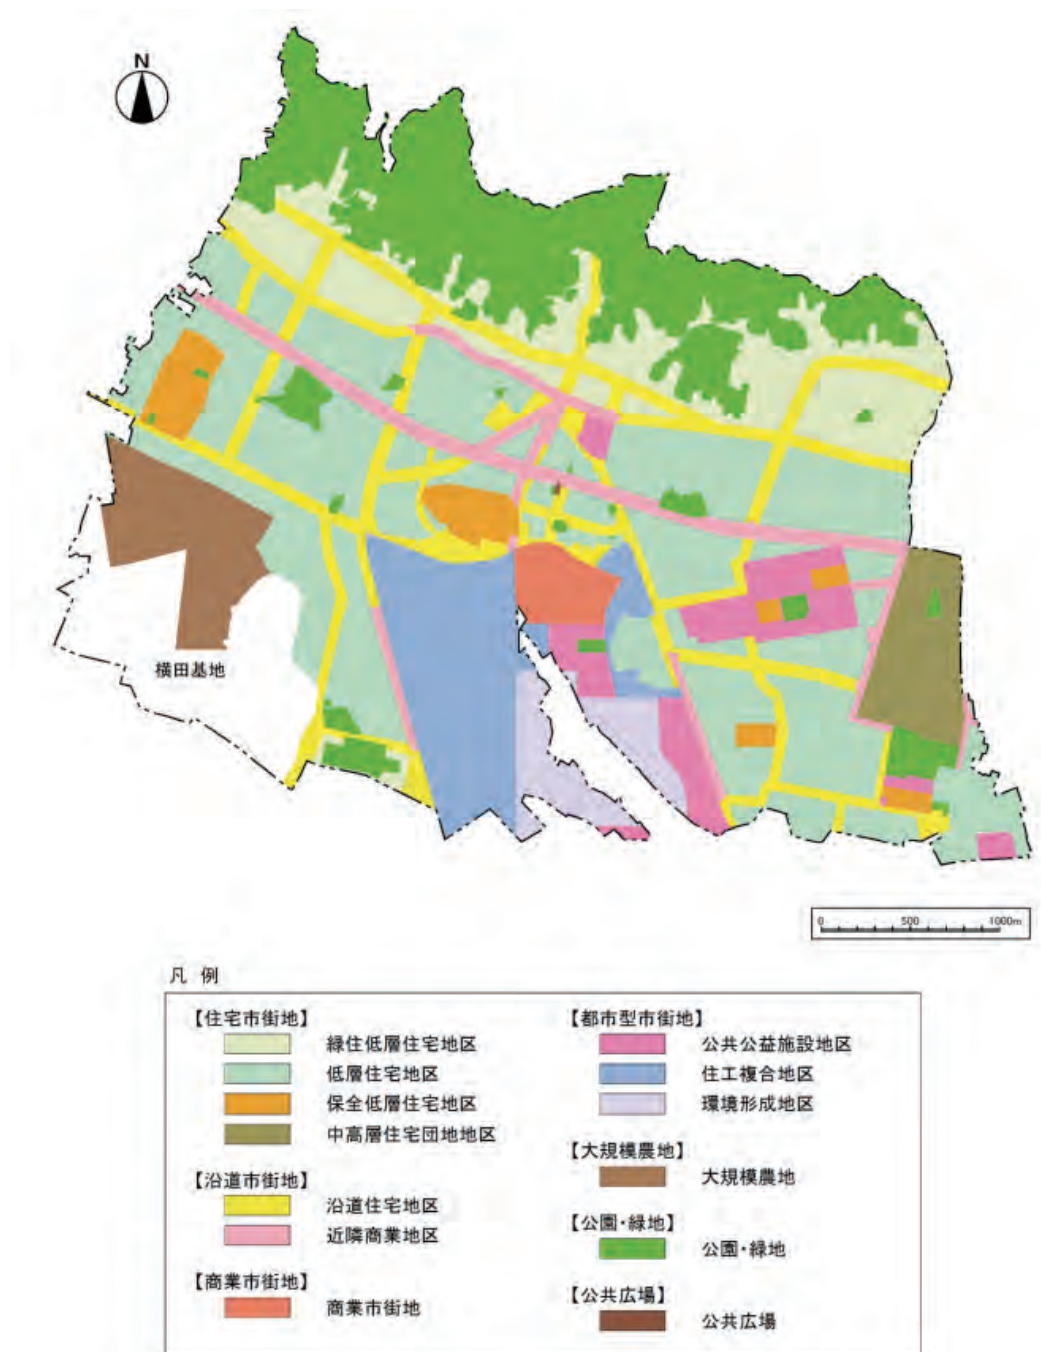 N
横田基地
0 500 1000m
凡 例
【住宅市街地】
緑住低層住宅地区
低層住宅地区
保全低層住宅地区
中高層住宅団地地区
【沿道市街地】
沿道住宅地区
近隣商業地区
【商業市街地】
商業市街地
【都市型市街地】
公共公益施設地区
住工複合地区
環境形成地区
【大規模農地】
大規模農地
【公園・緑地】
公園・緑地
【公共広場】
公共広場